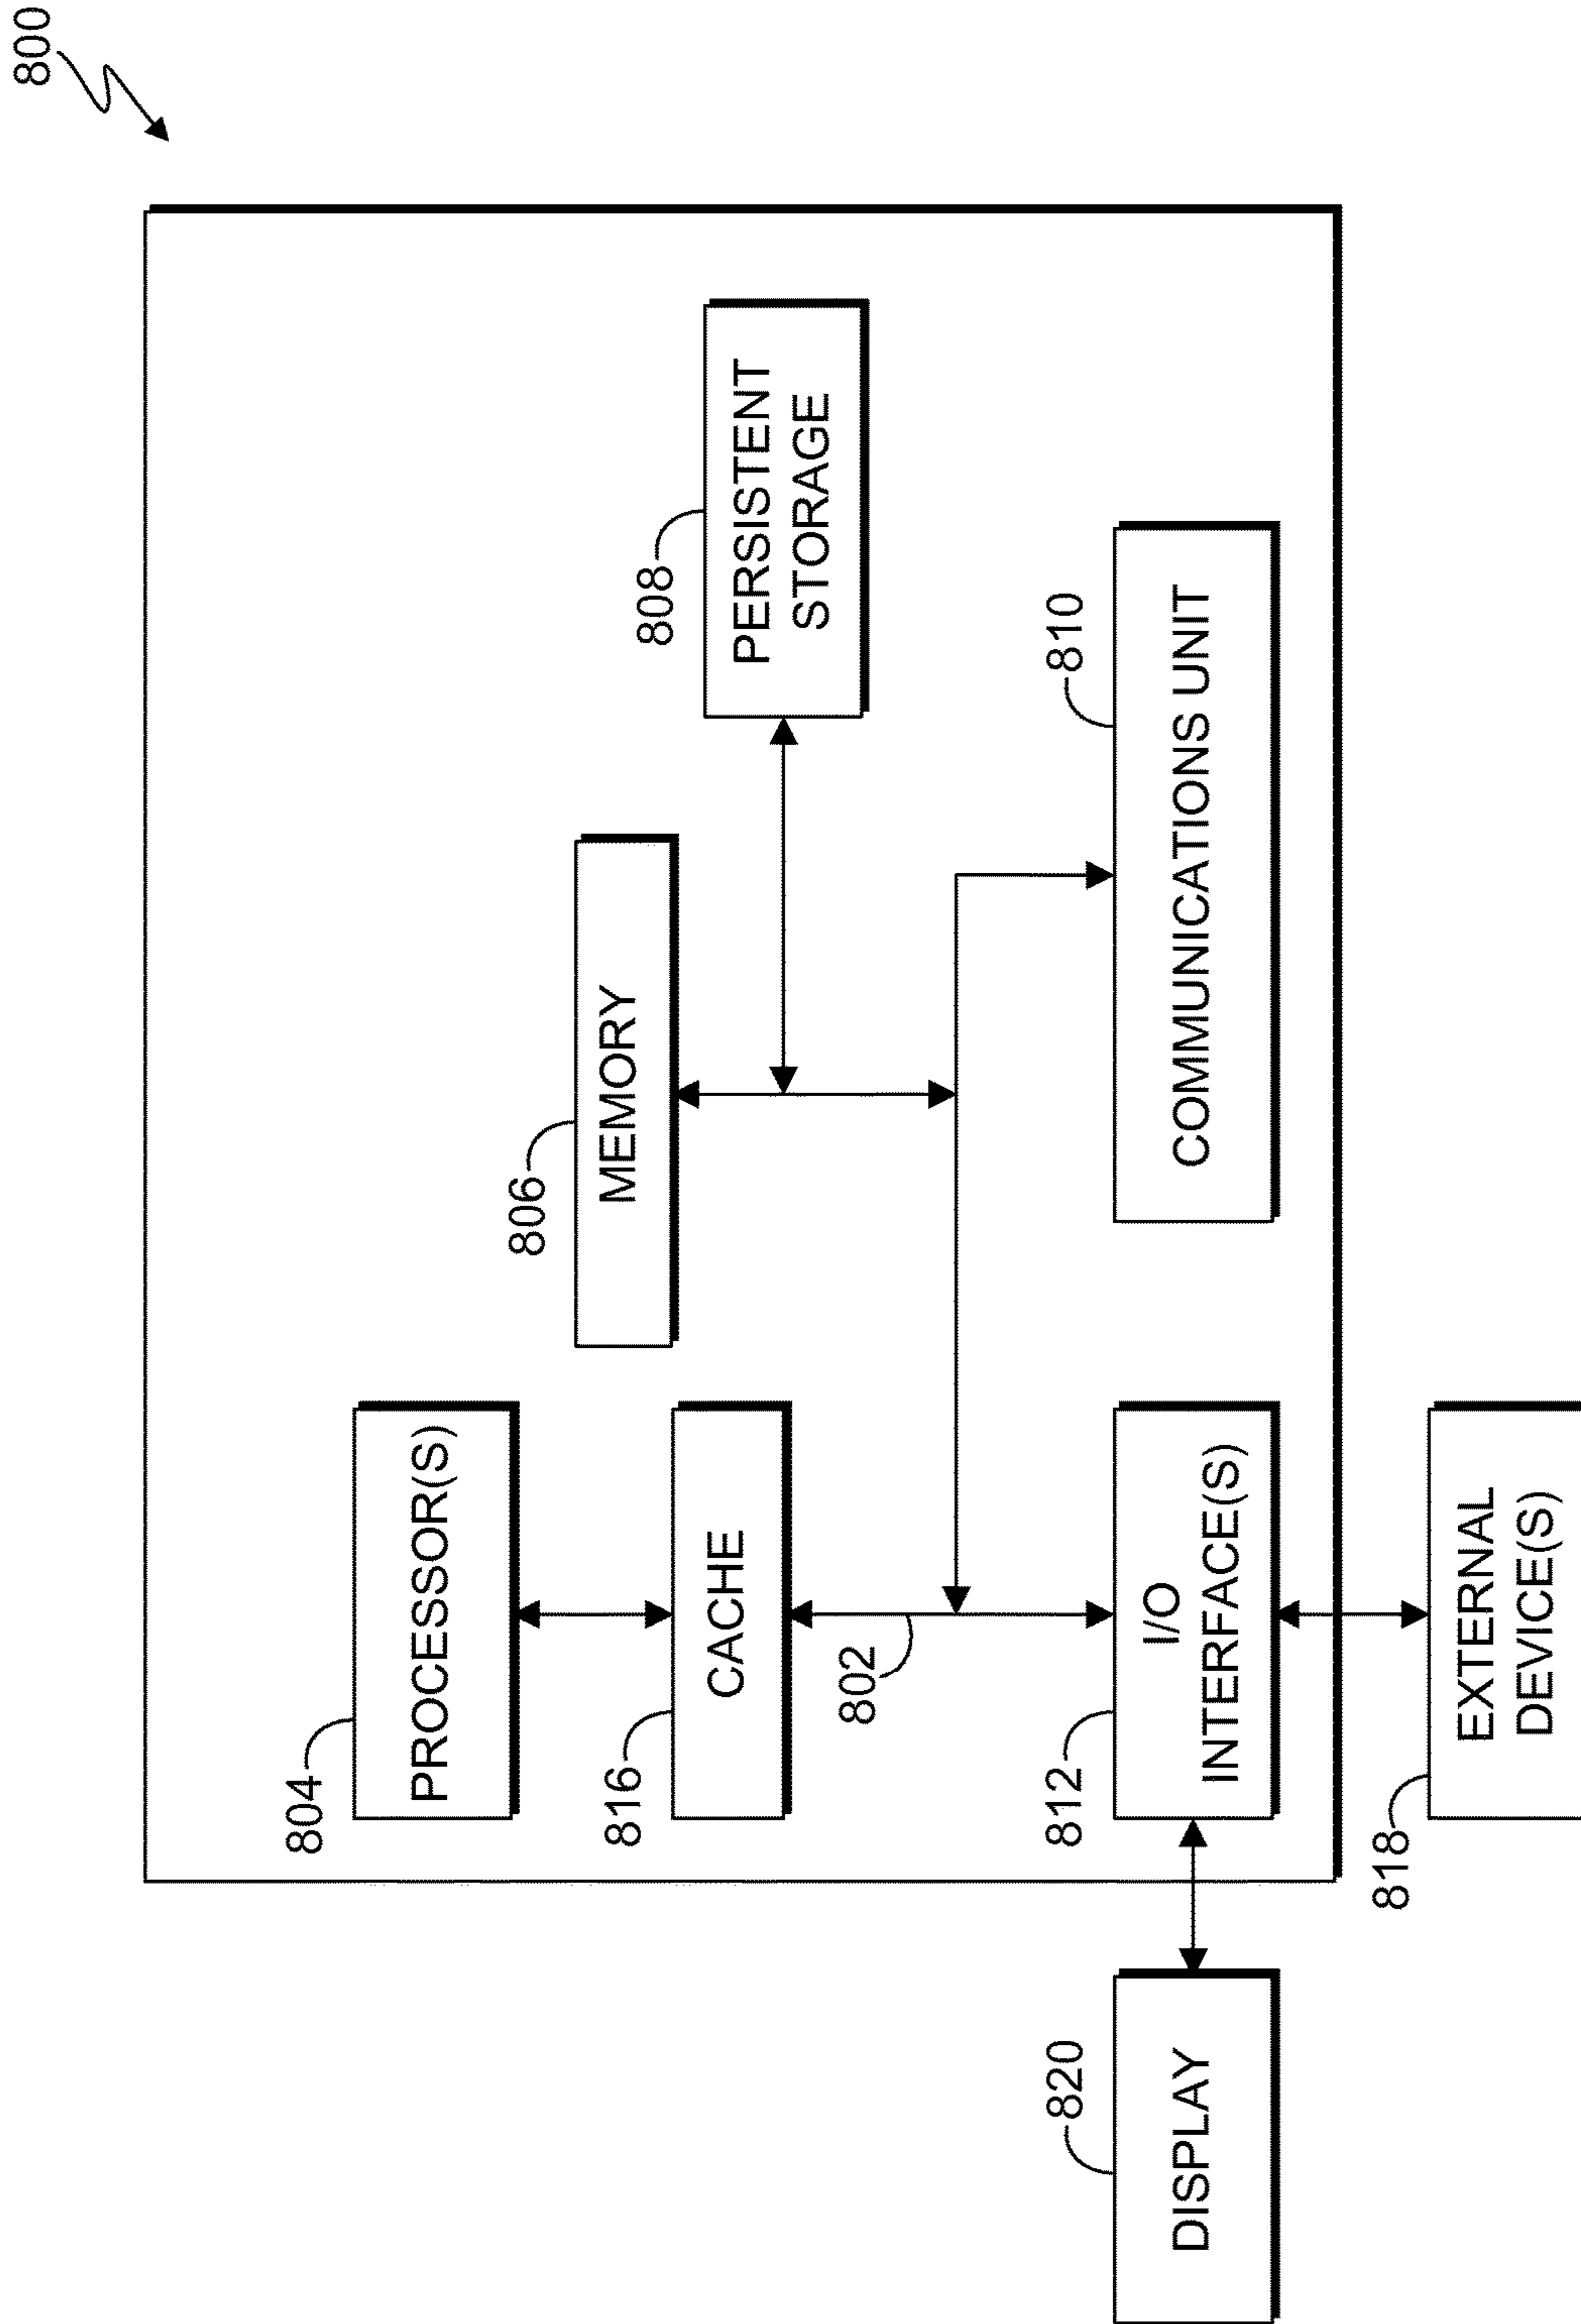 800
804
PROCESSOR(S)
806
MEMORY
816
CACHE
808
PERSISTENT
STORAGE
802
820
DISPLAY
812
I/O
INTERFACE(S)
810
COMMUNICATIONS UNIT
818
EXTERNAL
DEVICE(S)